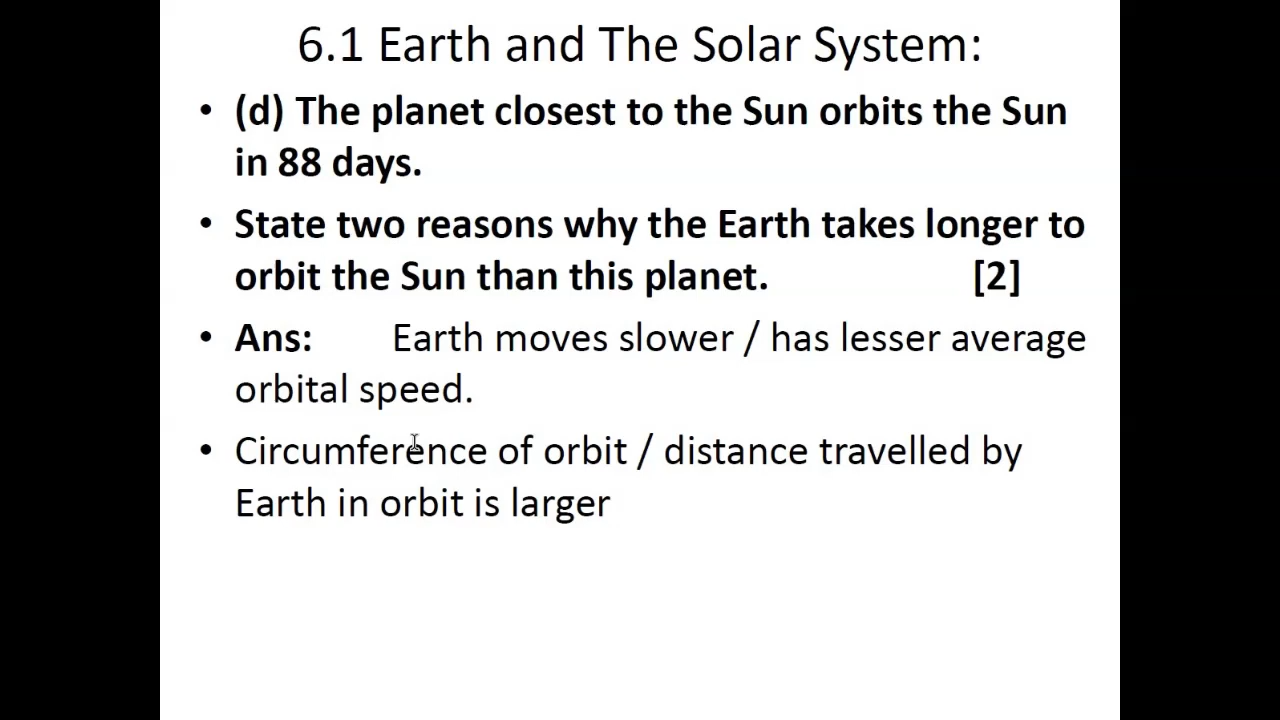 6.1 Earth and The Solar System:
• (d) The planet closest to the Sun orbits the Sun
in 88 days.
• State two reasons why the Earth takes longer to
orbit the Sun than this planet. [2]
• Ans: Earth moves slower / has lesser average
orbital speed.
• Circumference of orbit / distance travelled by
Earth in orbit is larger